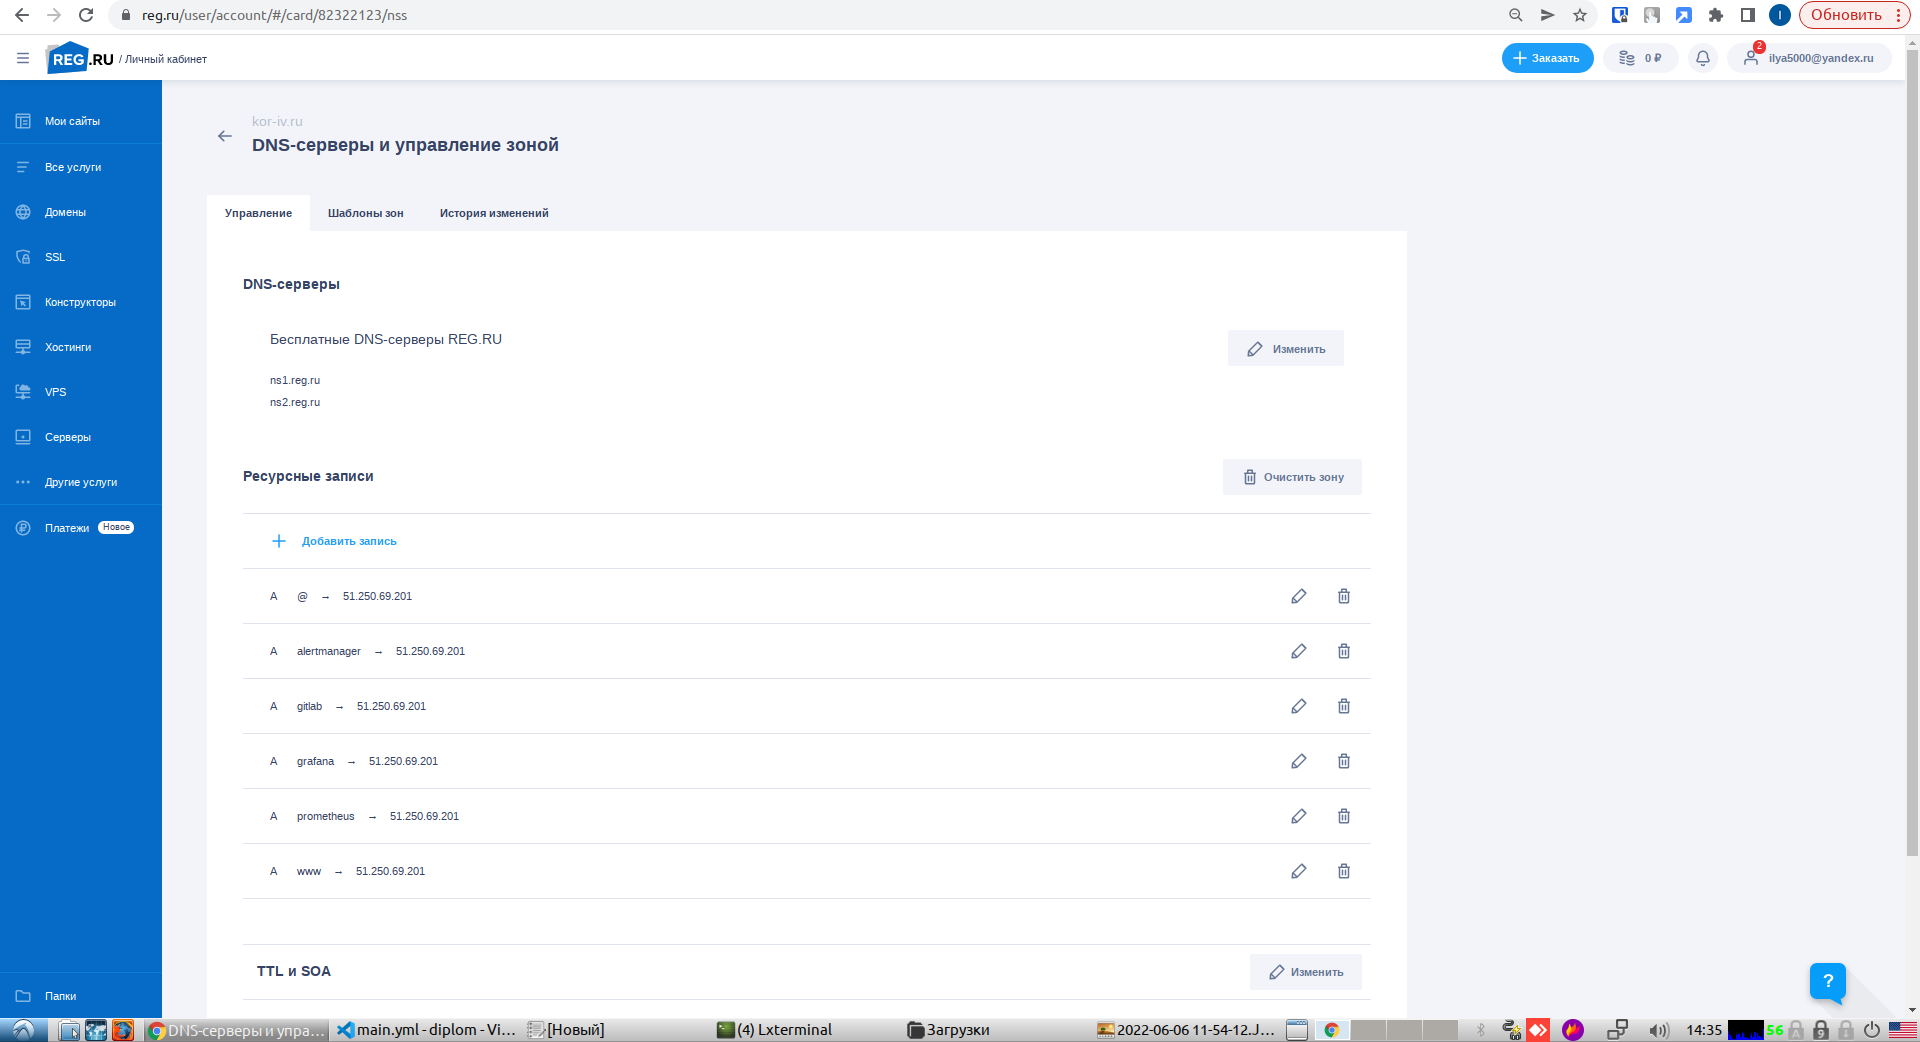 reg.ru/user/account/#/card/82322123/nss
Обновить
REG.RU / Личный кабинет
Заказать
0 ₽
2
ilya5000@yandex.ru
Мои сайты
Все услуги
Домены
SSL
Конструкторы
Хостинги
VPS
Серверы
Другие услуги
Платежи Новое
Папки
kor-iv.ru
DNS-серверы и управление зоной
Управление Шаблоны зон История изменений
DNS-серверы
Бесплатные DNS-серверы REG.RU
Изменить
ns1.reg.ru
ns2.reg.ru
Ресурсные записи
Очистить зону
Добавить запись
A @ → 51.250.69.201
A alertmanager → 51.250.69.201
A gitlab → 51.250.69.201
A grafana → 51.250.69.201
A prometheus → 51.250.69.201
A www → 51.250.69.201
TTL и SOA
Изменить
?
DNS-серверы и упра... main.yml - diplom - Vi... [Новый] (4) Lxterminal Загрузки 2022-06-06 11-54-12.J... 14:35 56